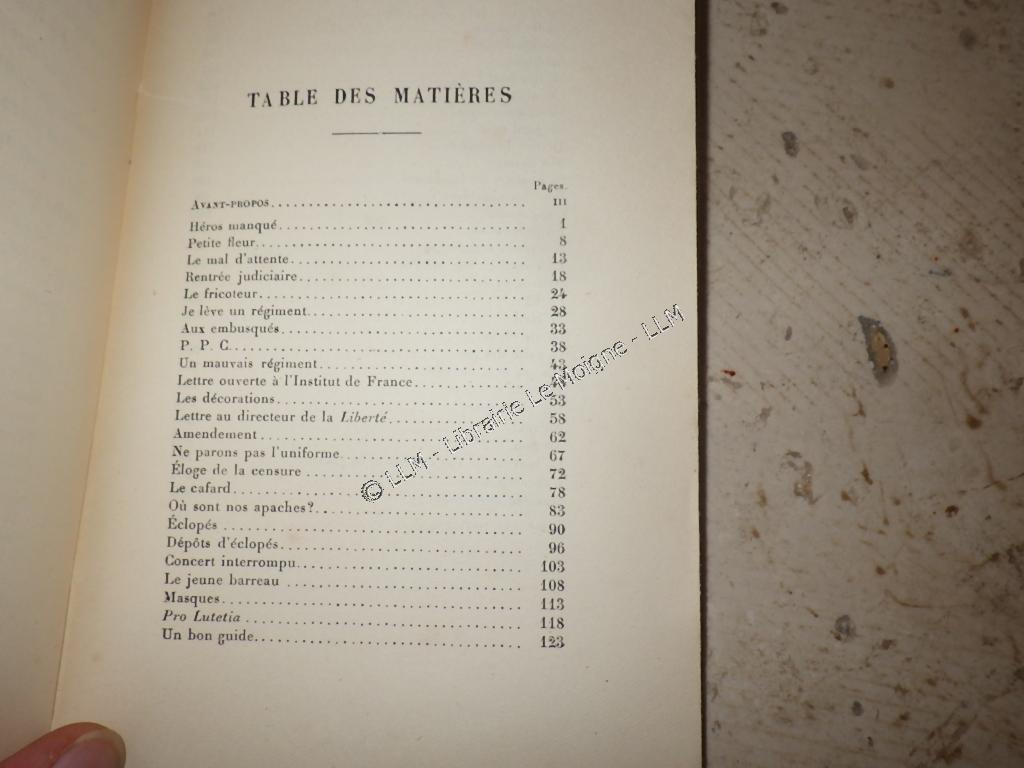 TABLE DES MATIÈRES
Pages.
AVANT-PROPOS. III
Héros manqué 1
Petite fleur. 8
Le mal d'attente 13
Rentrée judiciaire. 18
Le fricoteur. 24
Je lève un régiment. 28
Aux embusqués. 33
P. P. C. 38
Un mauvais régiment. 43
Lettre ouverte à l'Institut de France.
Les décorations. 53
Lettre au directeur de la Liberté. 58
Amendement 62
Ne parons pas l'uniforme. 67
Éloge de la censure 72
Le cafard. 78
Où sont nos apaches?. 83
Éclopés 90
Dépôts d'éclopés. 96
Concert interrompu. 103
Le jeune barreau 108
Masques. 113
Pro Lutetia 118
Un bon guide. 123
© LLM - Librairie Le Moigne - LLM